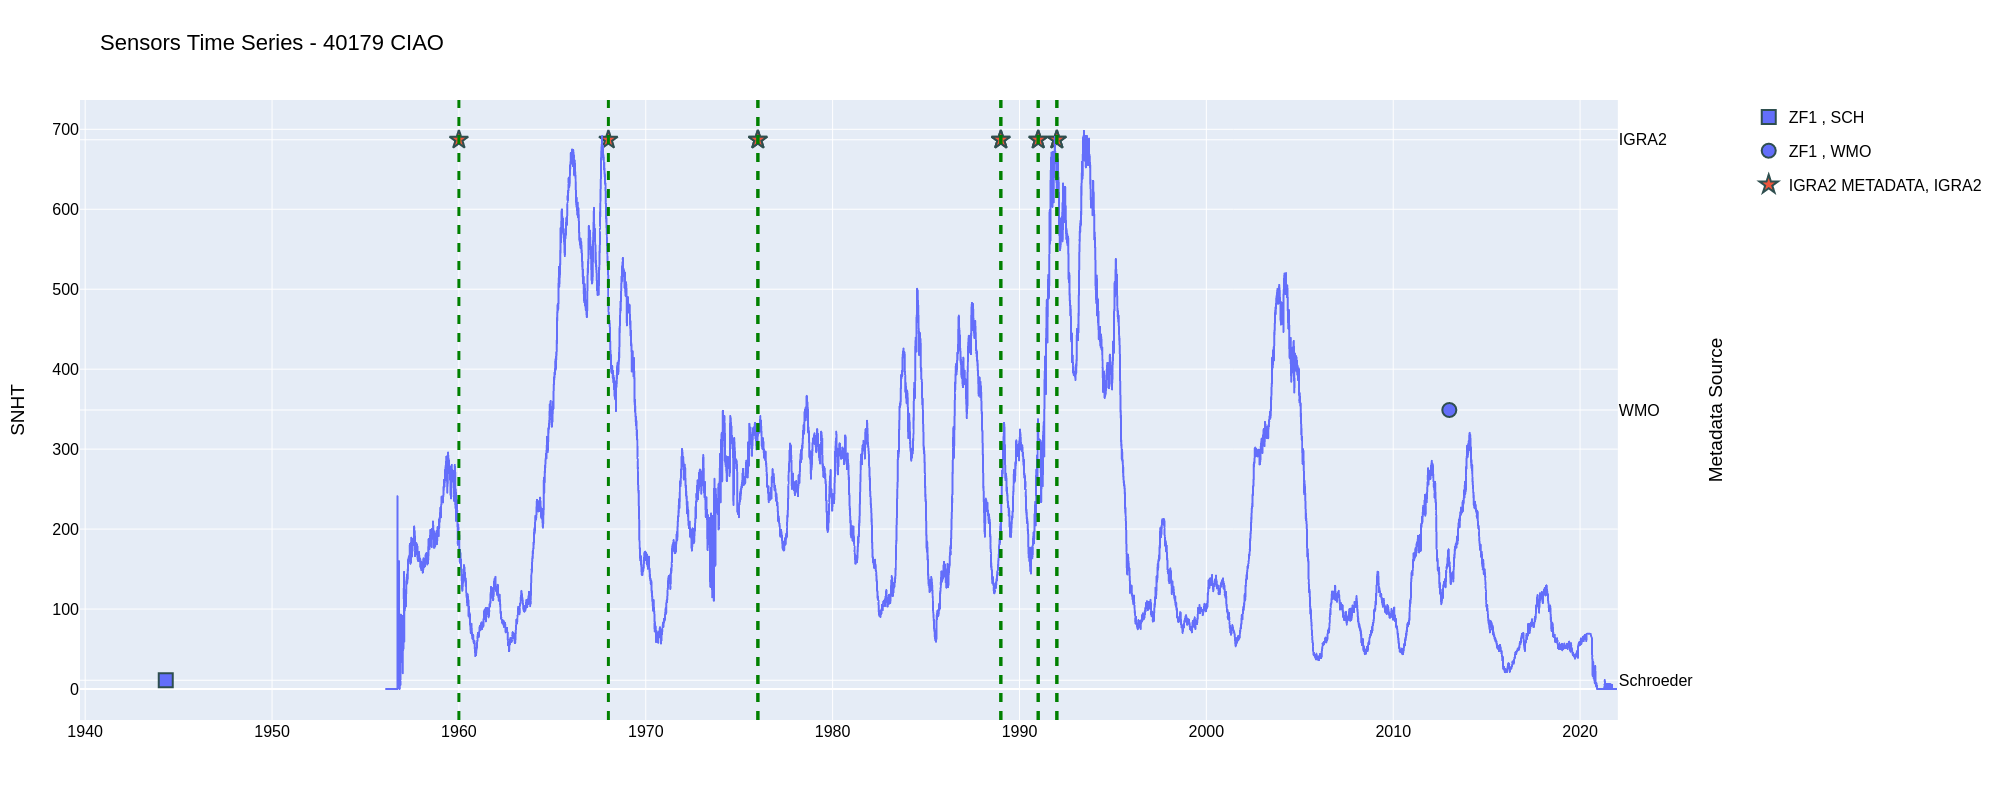 Sensors Time Series - 40179 CIAO
700
600
500
400
300
200
100
0
SNHT
1940
1950
1960
1970
1980
1990
2000
2010
2020
IGRA2
WMO
Schroeder
Metadata Source
ZF1 , SCH
ZF1 , WMO
IGRA2 METADATA, IGRA2